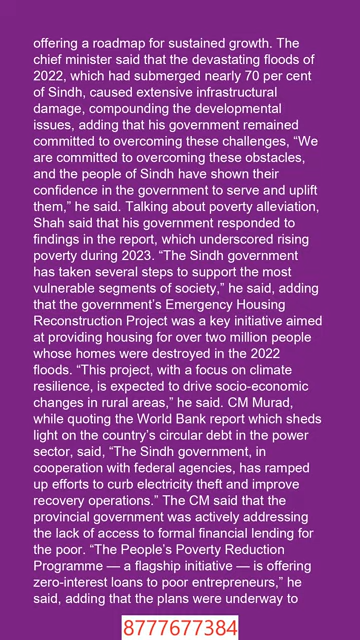 offering a roadmap for sustained growth. The
chief minister said that the devastating floods of
2022, which had submerged nearly 70 per cent
of Sindh, caused extensive infrastructural
damage, compounding the developmental
issues, adding that his government remained
committed to overcoming these challenges, “We
are committed to overcoming these obstacles,
and the people of Sindh have shown their
confidence in the government to serve and uplift
them,” he said. Talking about poverty alleviation,
Shah said that his government responded to
findings in the report, which underscored rising
poverty during 2023. “The Sindh government
has taken several steps to support the most
vulnerable segments of society,” he said, adding
that the government’s Emergency Housing
Reconstruction Project was a key initiative aimed
at providing housing for over two million people
whose homes were destroyed in the 2022
floods. “This project, with a focus on climate
resilience, is expected to drive socio-economic
changes in rural areas,” he said. CM Murad,
while quoting the World Bank report which sheds
light on the country’s circular debt in the power
sector, said, “The Sindh government, in
cooperation with federal agencies, has ramped
up efforts to curb electricity theft and improve
recovery operations.” The CM said that the
provincial government was actively addressing
the lack of access to formal financial lending for
the poor. “The People’s Poverty Reduction
Programme — a flagship initiative — is offering
zero-interest loans to poor entrepreneurs,” he
said, adding that the plans were underway to
8777677384